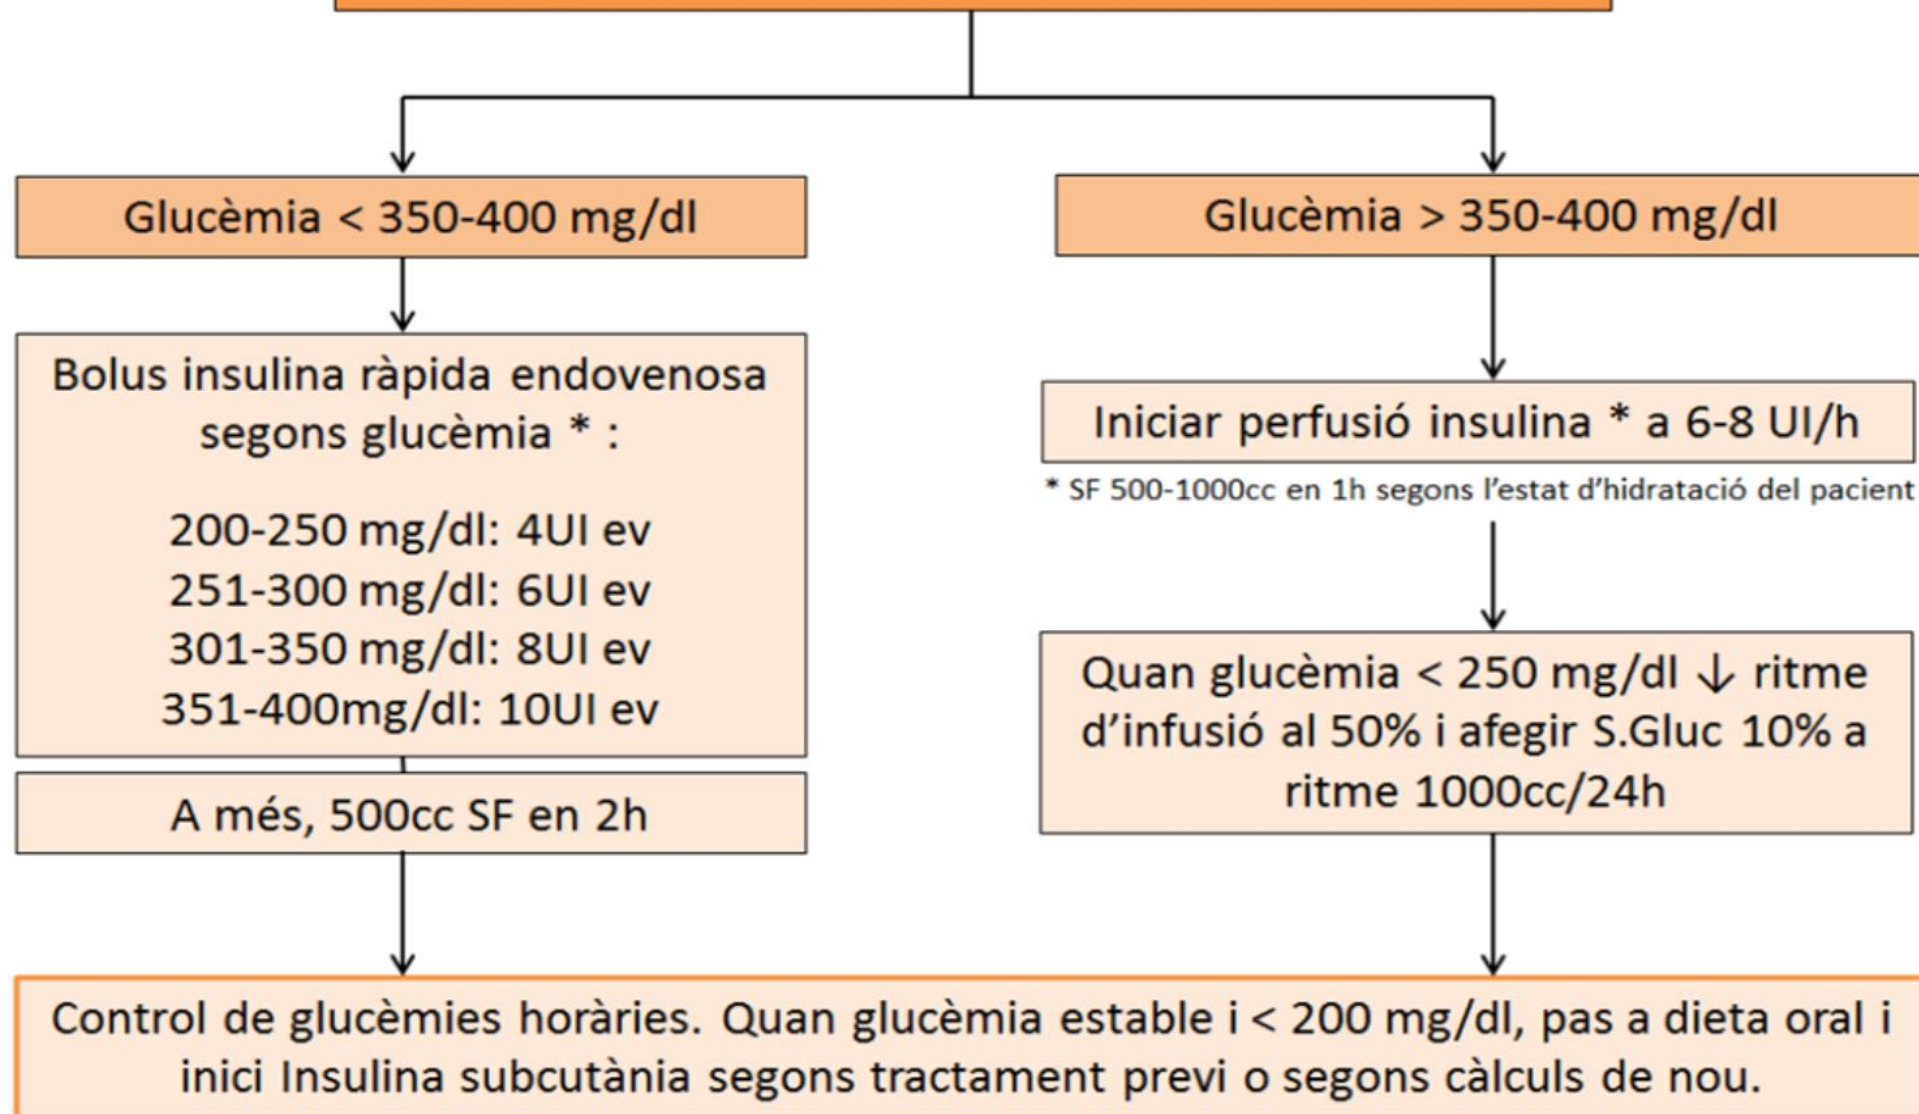 Glucèmia < 350-400 mg/dl
Bolus insulina ràpida endovenosa
segons glucèmia * :
200-250 mg/dl: 4UI ev
251-300 mg/dl: 6UI ev
301-350 mg/dl: 8UI ev
351-400mg/dl: 10UI ev
A més, 500cc SF en 2h
Glucèmia > 350-400 mg/dl
Iniciar perfusió insulina * a 6-8 UI/h
* SF 500-1000cc en 1h segons l'estat d'hidratació del pacient
Quan glucèmia < 250 mg/dl ↓ ritme
d'infusió al 50% i afegir S.Gluc 10% a
ritme 1000cc/24h
Control de glucèmies horàries. Quan glucèmia estable i < 200 mg/dl, pas a dieta oral i
inici Insulina subcutània segons tractament previ o segons càlculs de nou.